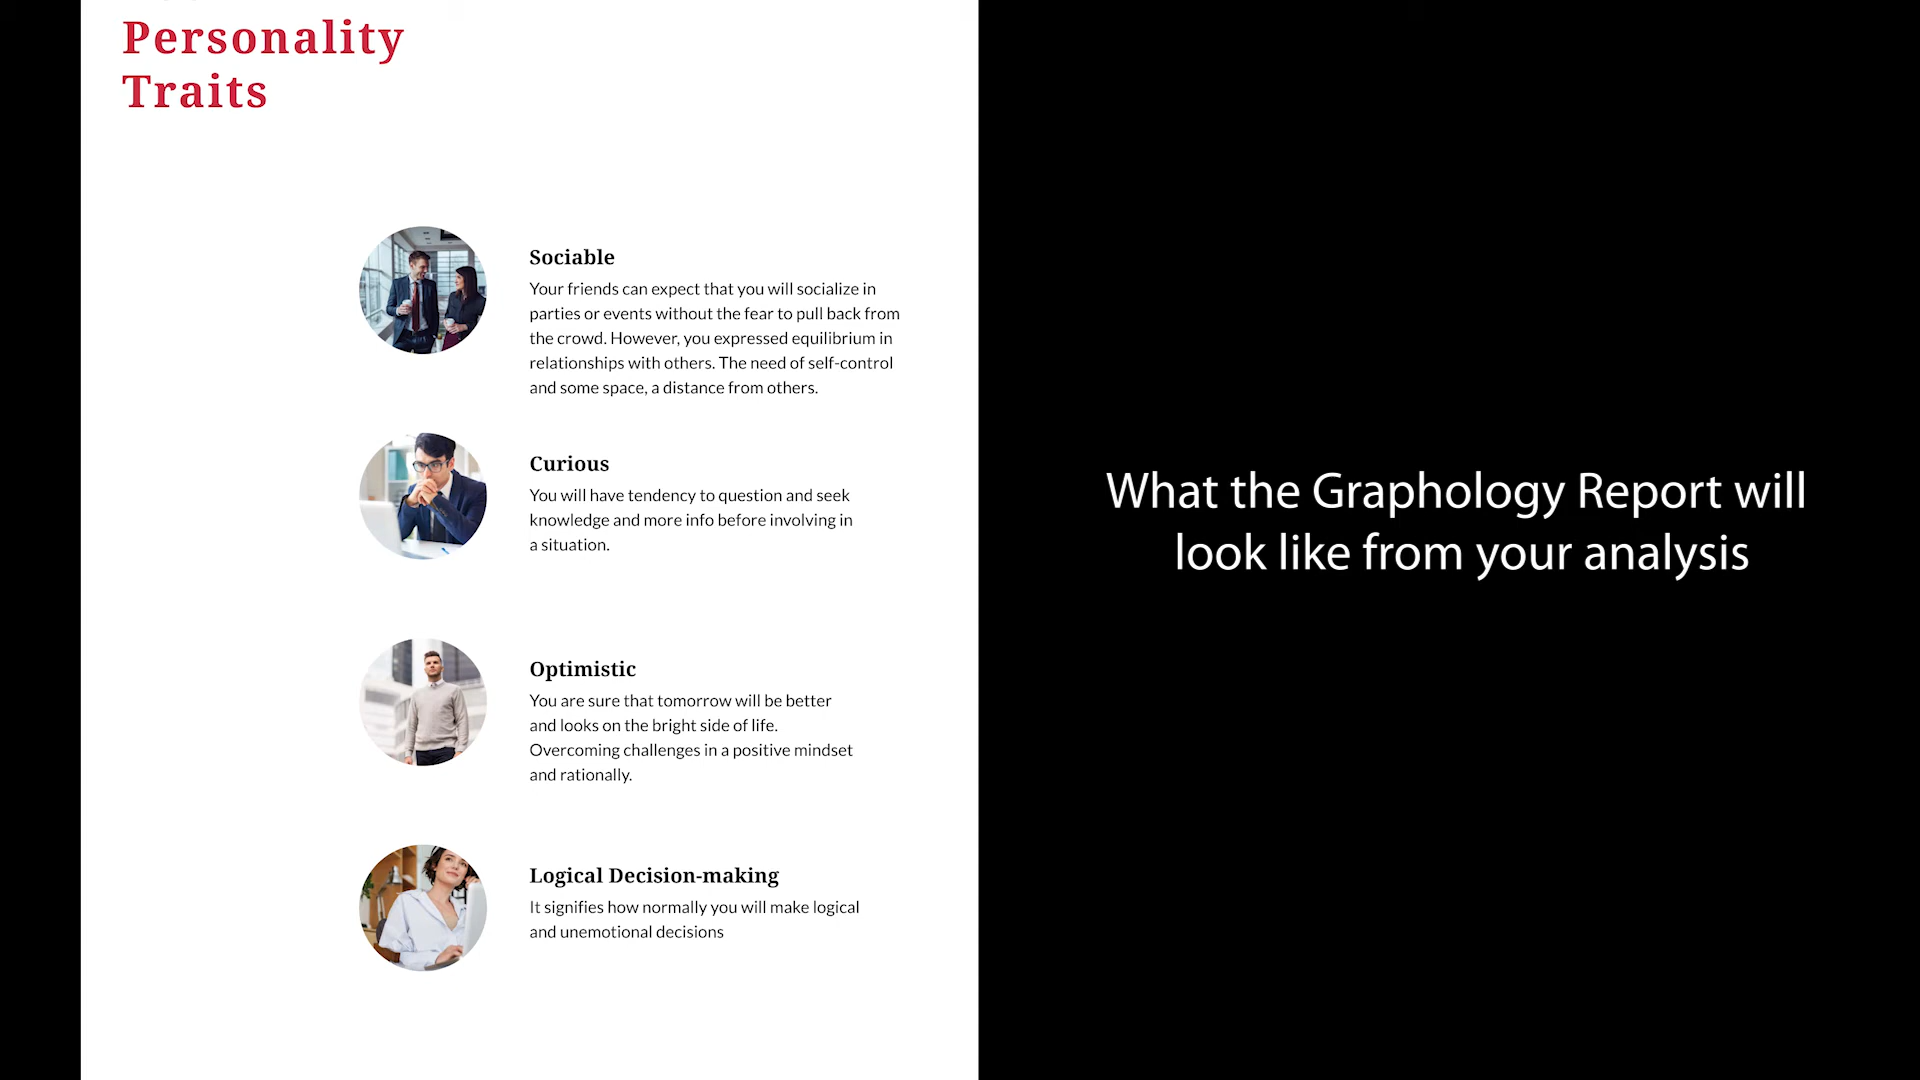 Personality
Traits
Sociable
Your friends can expect that you will socialize in
parties or events without the fear to pull back from
the crowd. However, you expressed equilibrium in
relationships with others. The need of self-control
and some space, a distance from others.
Curious
You will have tendency to question and seek
knowledge and more info before involving in
a situation.
Optimistic
You are sure that tomorrow will be better
and looks on the bright side of life.
Overcoming challenges in a positive mindset
and rationally.
Logical Decision-making
It signifies how normally you will make logical
and unemotional decisions
What the Graphology Report will
look like from your analysis